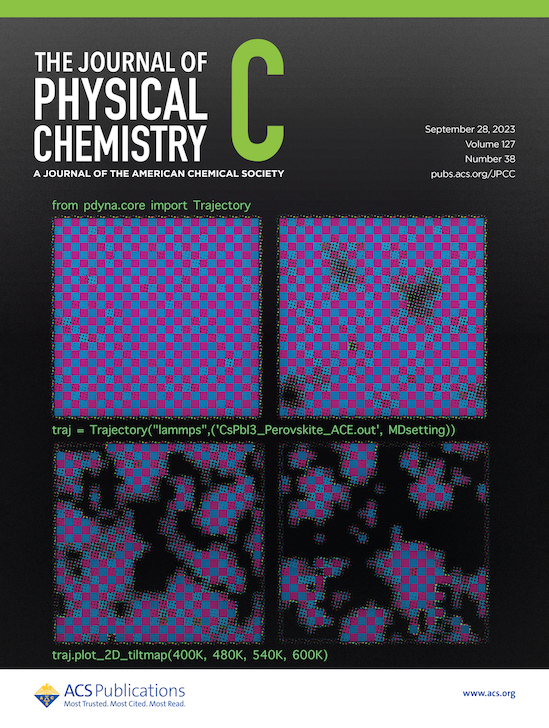 THE JOURNAL OF
PHYSICAL
CHEMISTRY
C
A JOURNAL OF THE AMERICAN CHEMICAL SOCIETY
September 28, 2023
Volume 127
Number 38
pubs.acs.org/JPCC
from pdyna.core import Trajectory
traj = Trajectory("lammps",('CsPbI3_Perovskite_ACE.out', MDsetting))
traj.plot_2D_tiltmap(400K, 480K, 540K, 600K)
ACS Publications
Most Trusted. Most Cited. Most Read.
www.acs.org